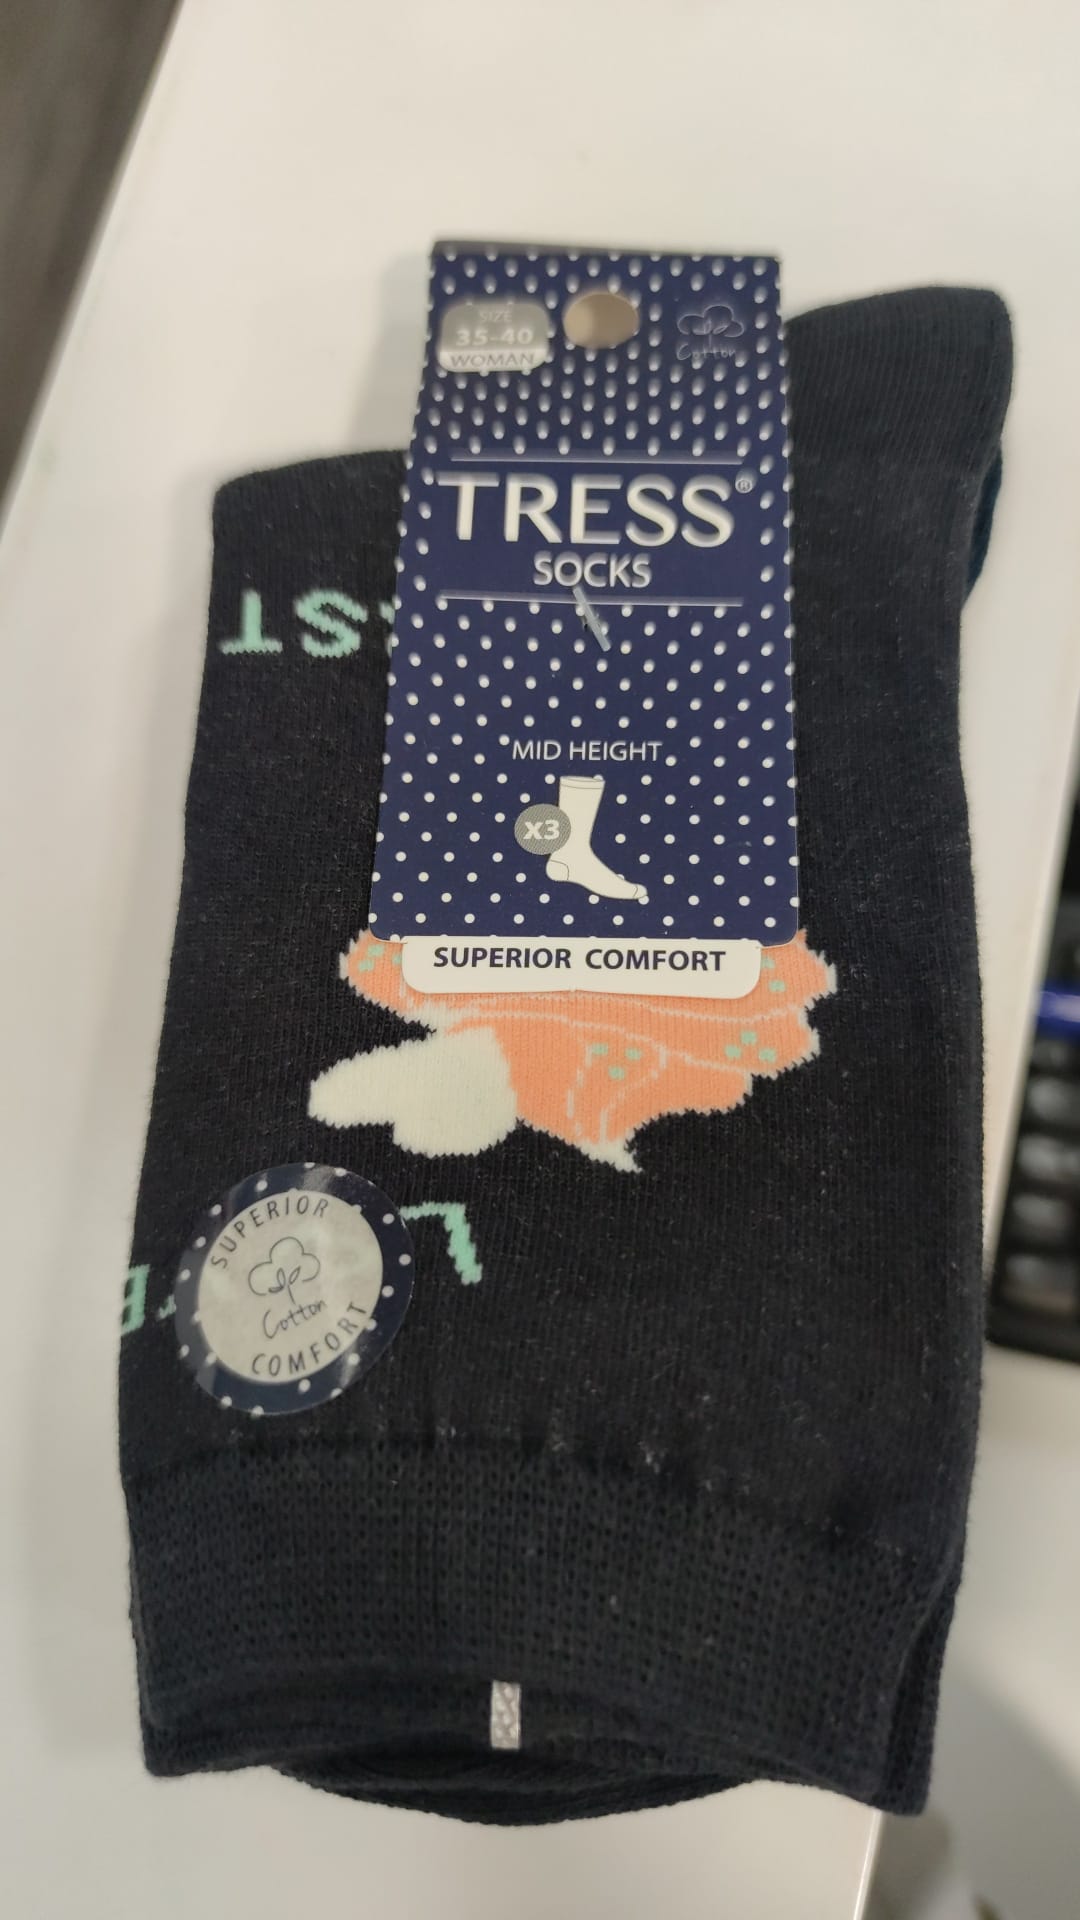 SIZE
35-40
WOMAN
Cotton
TRESS®
SOCKS
MID HEIGHT
x3
SUPERIOR COMFORT
SUPERIOR
Cotton
COMFORT